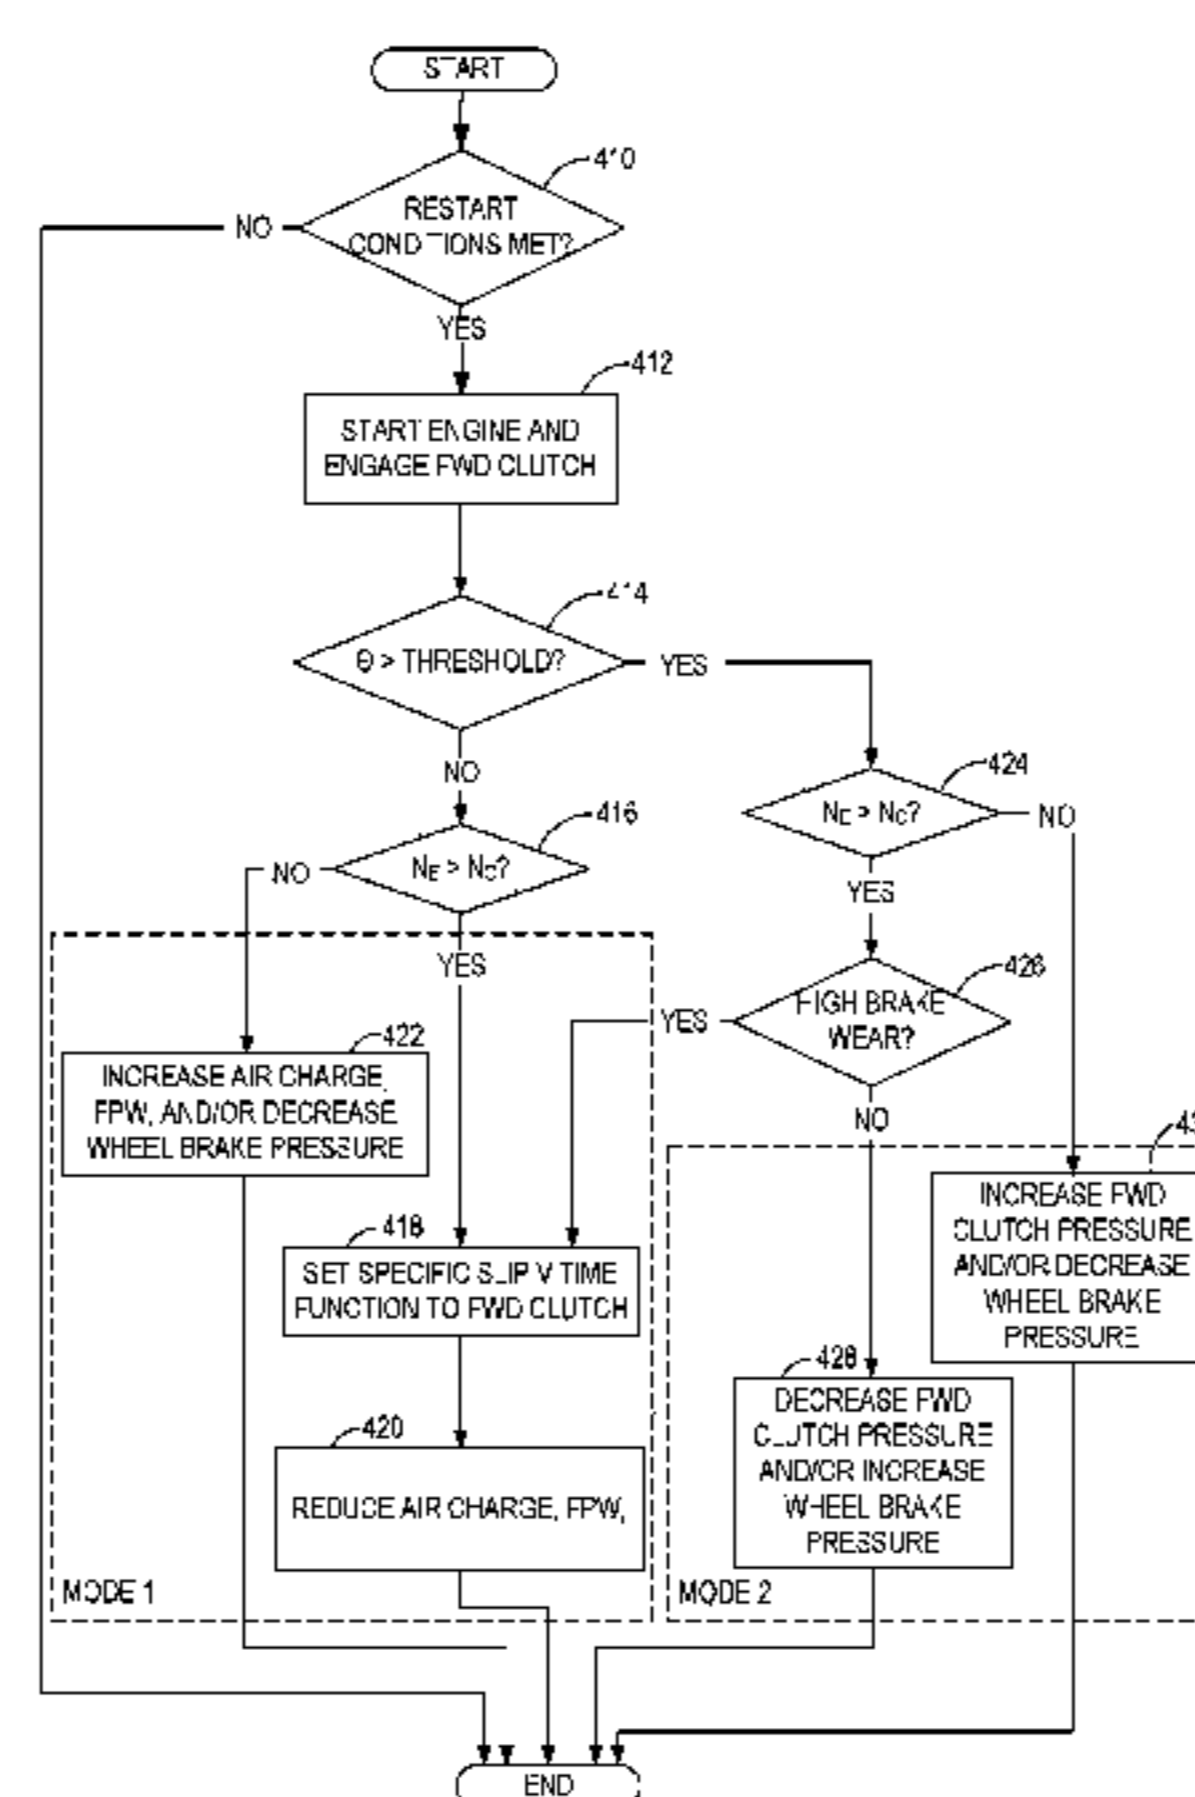 START
410
RESTART
CONDITIONS MET?
NO
YES
412
START ENGINE AND
ENGAGE FWD CLUTCH
414
Θ > THRESHOLD?
YES
NO
424
NE > NC?
NO
416
NE > NC?
NO
YES
YES
426
HIGH BRAKE
WEAR?
YES
NO
422
INCREASE AIR CHARGE,
FPW, AND/OR DECREASE
WHEEL BRAKE PRESSURE
INCREASE FWD
CLUTCH PRESSURE
AND/OR DECREASE
WHEEL BRAKE
PRESSURE
418
SET SPECIFIC SLIP V TIME
FUNCTION TO FWD CLUTCH
428
DECREASE FWD
CLUTCH PRESSURE
AND/OR INCREASE
WHEEL BRAKE
PRESSURE
420
REDUCE AIR CHARGE, FPW,
MODE 1
MODE 2
END